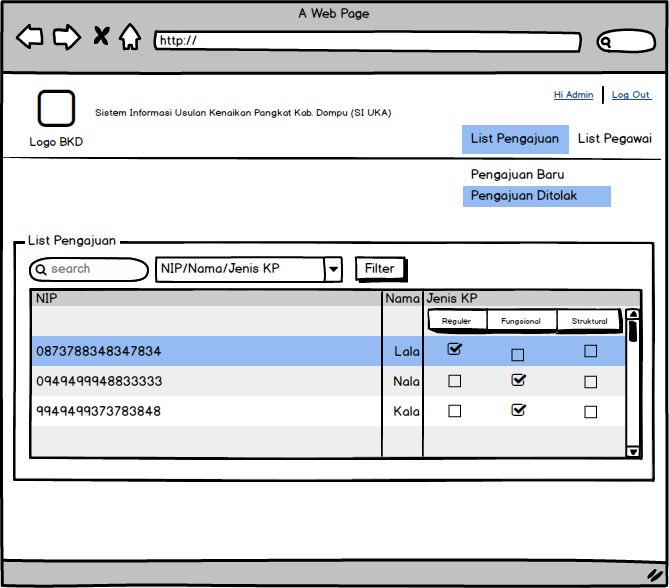 A Web Page
http://
Hi Admin
Log Out
Logo BKD
Sistem Informasi Usulan Kenaikan Pangkat Kab. Dompu (SI UKA)
List Pengajuan
List Pegawai
Pengajuan Baru
Pengajuan Ditolak
List Pengajuan
search
NIP/Nama/Jenis KP
Filter
NIP Nama Jenis KP
Reguler Fungsional Struktural
0873788348347834 Lala
0949499948833333 Nala
9949499373783848 Kala